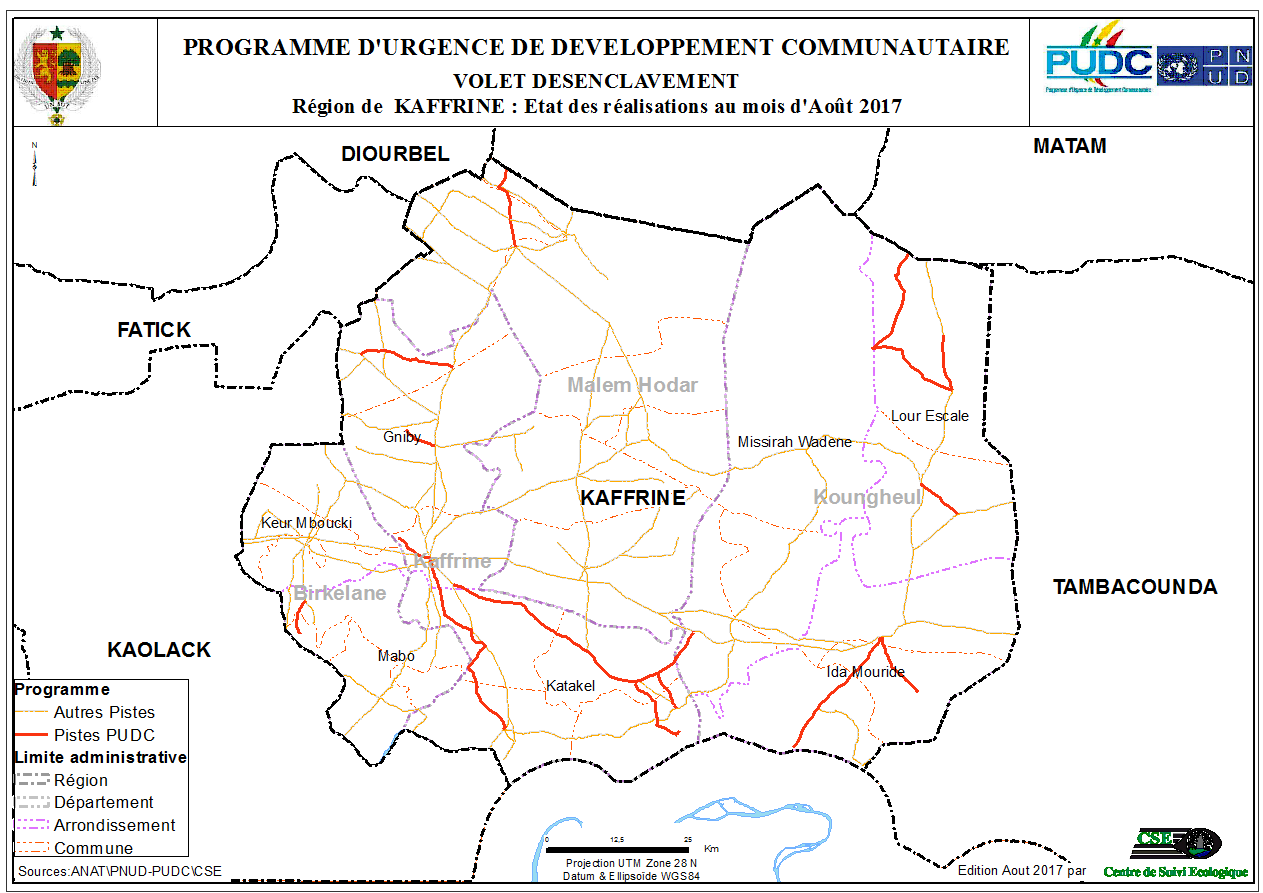 PROGRAMME D'URGENCE DE DEVELOPPEMENT COMMUNAUTAIRE
VOLET DESENCLAVEMENT
Région de KAFFRINE : Etat des réalisations au mois d'Août 2017
PUDC
Programme d'Urgence de Développement Communautaire
P N
U D
N
DIOURBEL
MATAM
FATICK
Malem Hodar
Lour Escale
Gniby
Missirah Wadene
KAFFRINE
Koungheul
Keur Mboucki
Kaffrine
Birkelane
TAMBACOUNDA
KAOLACK
Mabo
Ida Mouride
Katakel
Programme
Autres Pistes
Pistes PUDC
Limite administrative
Région
Département
Arrondissement
Commune
Sources:ANAT\PNUD-PUDC\CSE
0 12,5 25
Km
Projection UTM Zone 28 N
Datum & Ellipsoïde WGS84
Edition Aout 2017 par
CSE
Centre de Suivi Ecologique